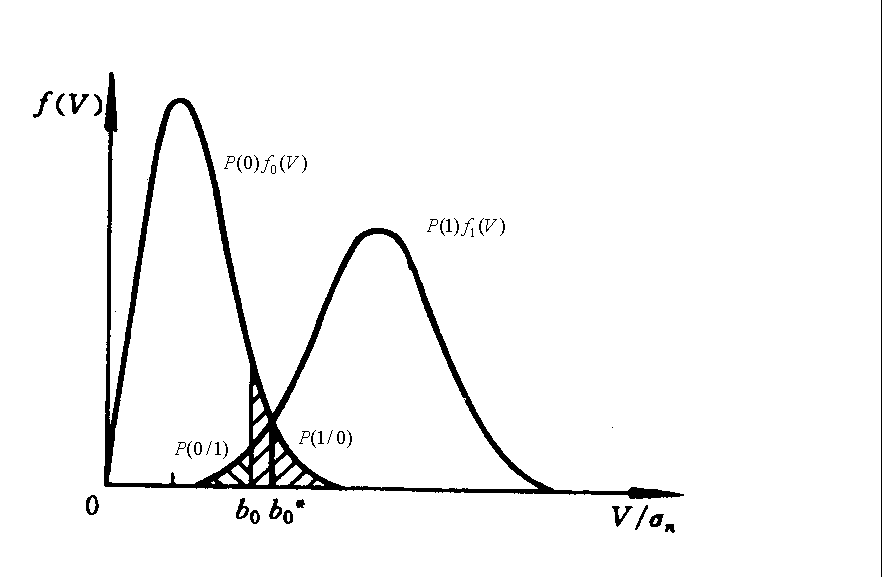 f(V)
P(0)f₀(V)
P(1)f₁(V)
P(0/1)
P(1/0)
0
b₀ b₀*
V/σₙ